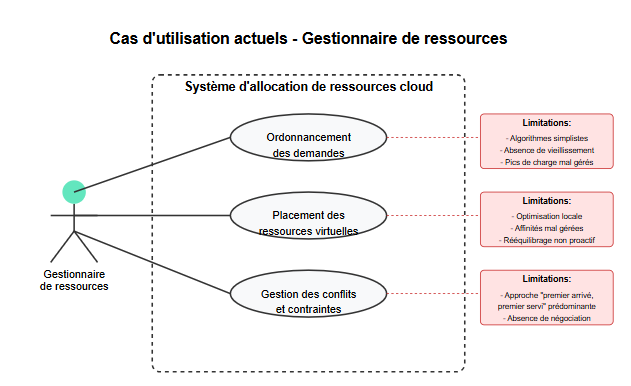 Cas d'utilisation actuels - Gestionnaire de ressources
Système d'allocation de ressources cloud
Ordonnancement
des demandes
Limitations:
- Algorithmes simplistes
- Absence de vieillissement
- Pics de charge mal gérés
Placement des
ressources virtuelles
Limitations:
- Optimisation locale
- Affinités mal gérées
- Rééquilibrage non proactif
Gestionnaire
de ressources
Gestion des conflits
et contraintes
Limitations:
- Approche "premier arrivé,
premier servi" prédominante
- Absence de négociation